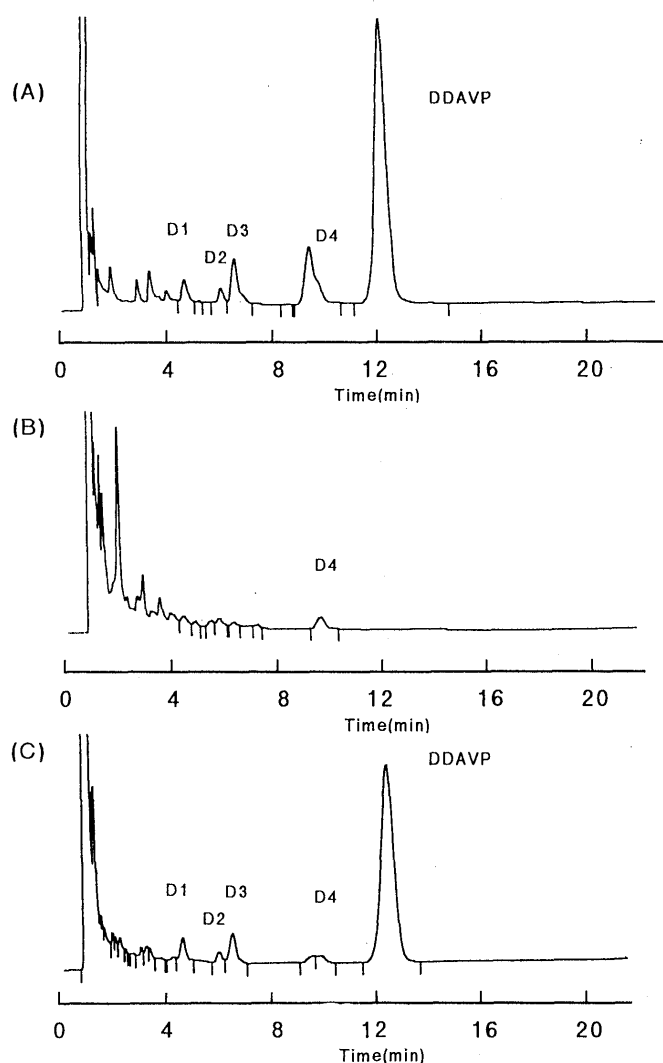 (A)
DDAVP
D1
D3
D2
D4
0 4 8 12 16 20
Time(min)
(B)
D4
0 4 8 12 16 20
Time(min)
(C)
DDAVP
D1
D3
D2
D4
0 4 8 12 16 20
Time(min)